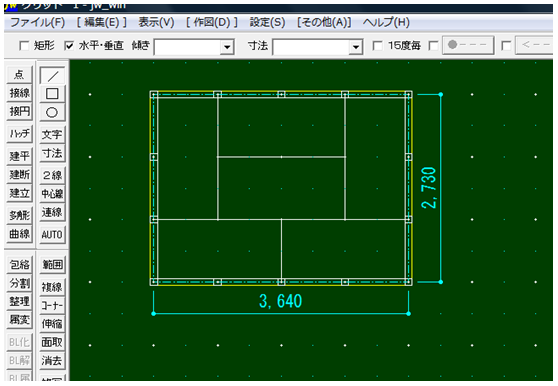 jw_win
ファイル(F) [ 編集(E) ] 表示(V) [ 作図(D) ] 設定(S) [その他(A)] ヘルプ(H)
矩形 水平･垂直 傾き 寸法 15度毎 ●--- <--
点 ／
接線 □
接円 ○
ハッチ 文字
建平 寸法
建断 2線
建立 中心線
多角形 連線
曲線 AUTO
包絡 範囲
分割 複線
整理 コーナー
属変 伸縮
BL化 面取
BL解 消去
BL属
2,730
3,640